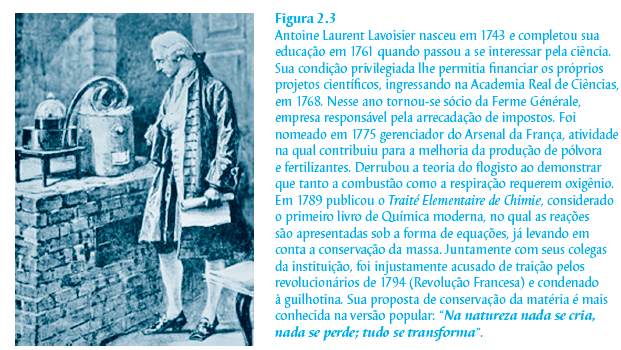 Figura 2.3
Antoine Laurent Lavoisier nasceu em 1743 e completou sua
educação em 1761 quando passou a se interessar pela ciência.
Sua condição privilegiada lhe permitia financiar os próprios
projetos científicos, ingressando na Academia Real de Ciências,
em 1768. Nesse ano tornou-se sócio da Ferme Générale,
empresa responsável pela arrecadação de impostos. Foi
nomeado em 1775 gerenciador do Arsenal da França, atividade
na qual contribuiu para a melhoria da produção de pólvora
e fertilizantes. Derrubou a teoria do flogisto ao demonstrar
que tanto a combustão como a respiração requerem oxigênio.
Em 1789 publicou o Traité Elementaire de Chimie, considerado
o primeiro livro de Química moderna, no qual as reações
são apresentadas sob a forma de equações, já levando em
conta a conservação da massa. Juntamente com seus colegas
da instituição, foi injustamente acusado de traição pelos
revolucionários de 1794 (Revolução Francesa) e condenado
à guilhotina. Sua proposta de conservação da matéria é mais
conhecida na versão popular: “Na natureza nada se cria,
nada se perde; tudo se transforma”.